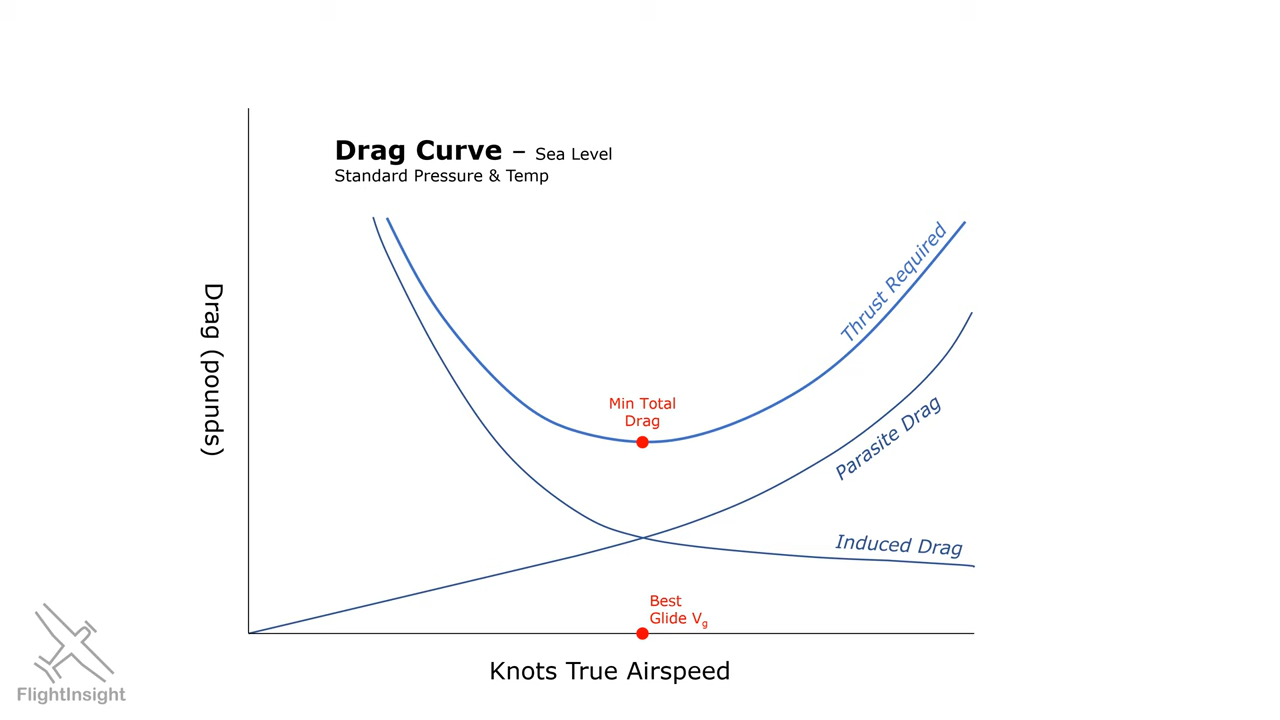 Drag Curve – Sea Level
Standard Pressure & Temp
Thrust Required
Drag (pounds)
Min Total
Drag
Parasite Drag
Induced Drag
Best
Glide Vg
Knots True Airspeed
FlightInsight